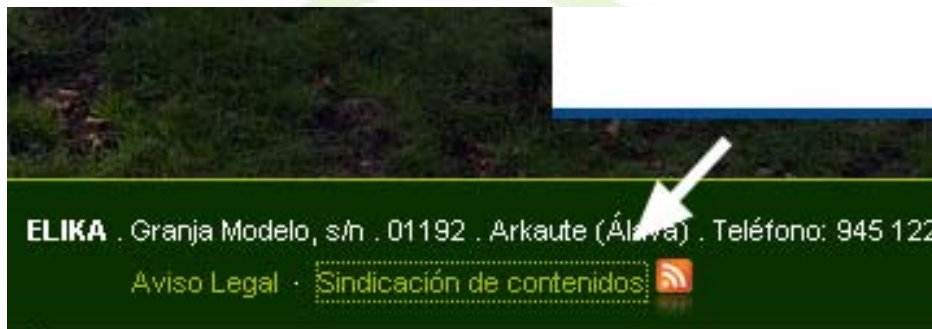 ELIKA . Granja Modelo, s/n . 01192 . Arkaute (Álava) . Teléfono: 945 122
Aviso Legal · Sindicación de contenidos